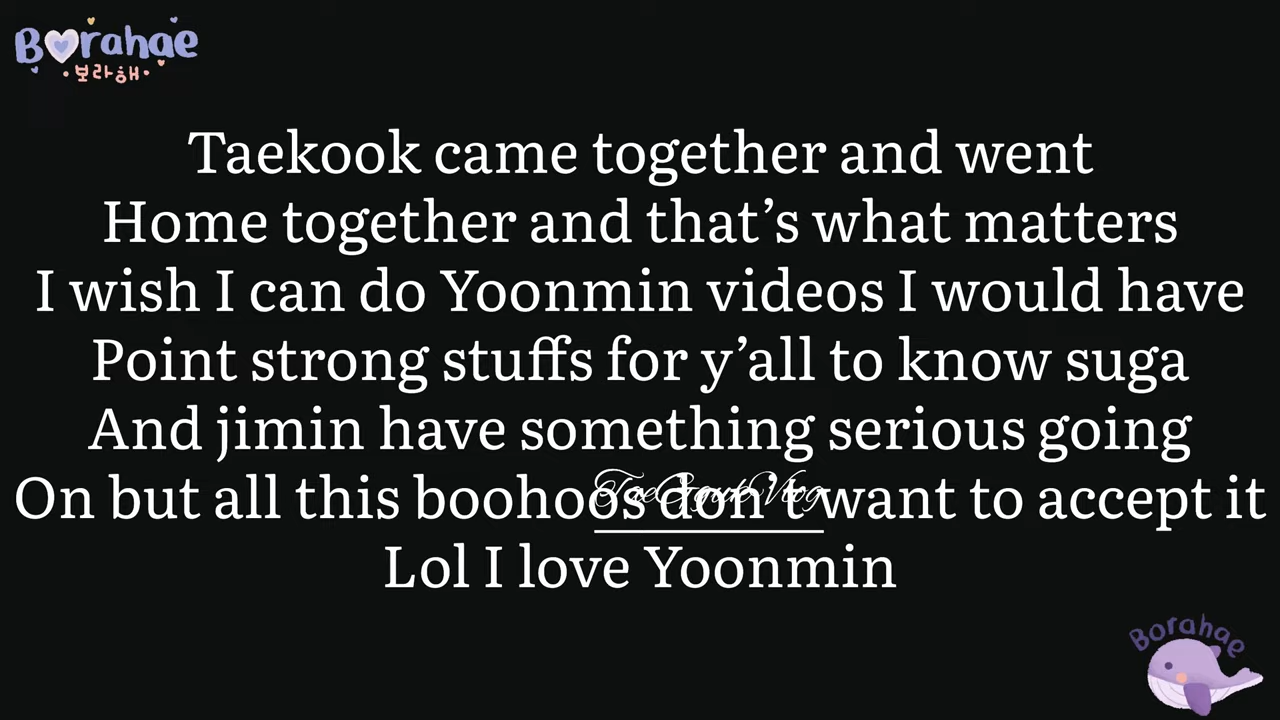 Borahae
보라해
Taekook came together and went
Home together and that’s what matters
I wish I can do Yoonmin videos I would have
Point strong stuffs for y’all to know suga
And jimin have something serious going
On but all this boohoos don’t want to accept it
Lol I love Yoonmin
Borahae